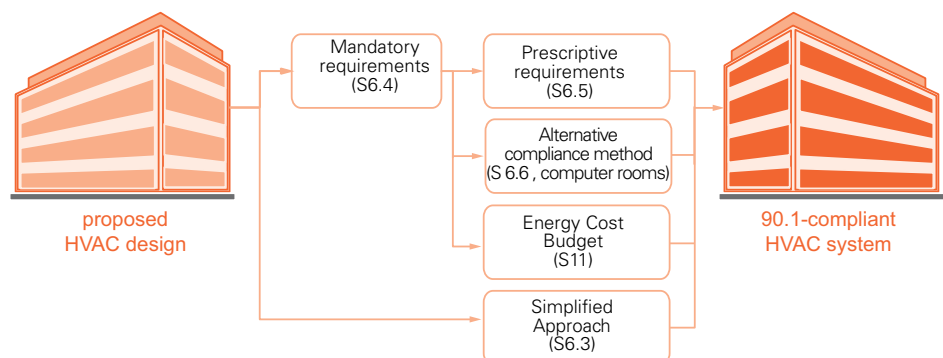 Mandatory
requirements
(S6.4)
Prescriptive
requirements
(S6.5)
Alternative
compliance method
(S 6.6 , computer rooms)
Energy Cost
Budget
(S11)
Simplified
Approach
(S6.3)
proposed
HVAC design
90.1-compliant
HVAC system